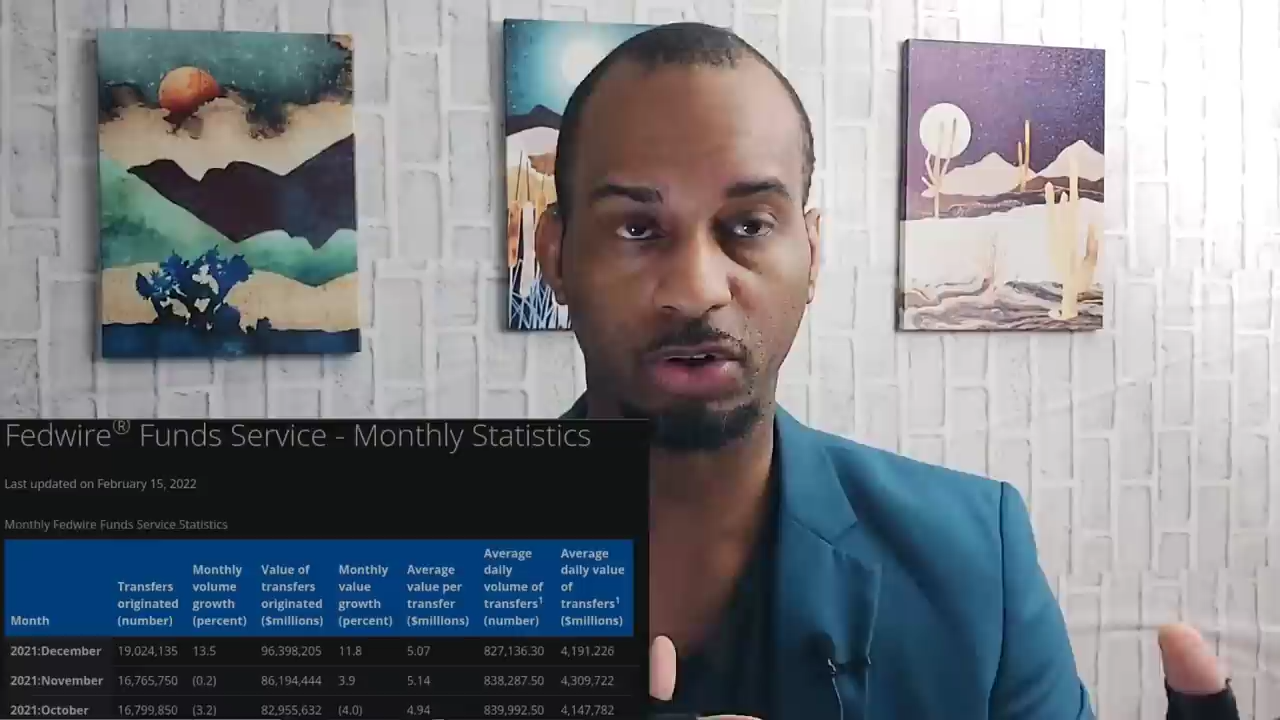 Fedwire® Funds Service - Monthly Statistics
Last updated on February 15, 2022
Monthly Fedwire Funds Service Statistics
Month Transfers originated (number) Monthly volume growth (percent) Value of transfers originated ($millions) Monthly value growth (percent) Average value per transfer ($millions) Average daily volume of transfers¹ (number) Average daily value of transfers¹ ($millions)
2021:December 19,024,135 13.5 96,398,205 11.8 5.07 827,136.30 4,191,226
2021:November 16,765,750 (0.2) 86,194,444 3.9 5.14 838,287.50 4,309,722
2021:October 16,799,850 (3.2) 82,955,632 (4.0) 4.94 839,992.50 4,147,782